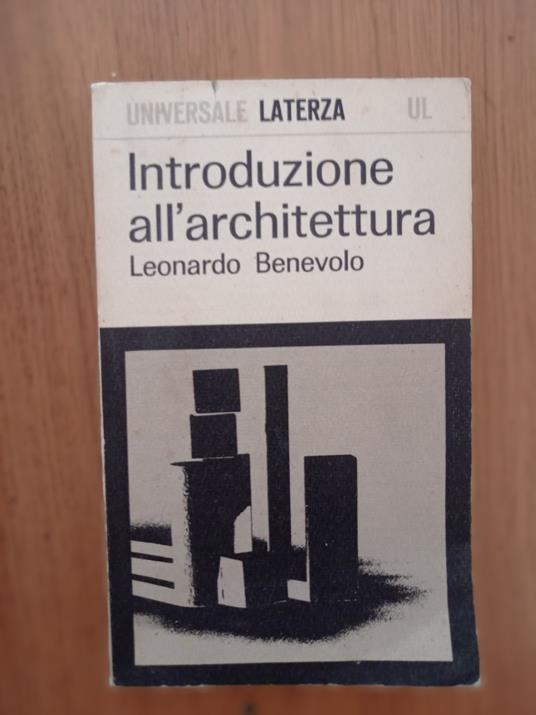 UNIVERSALE LATERZA UL
Introduzione
all'architettura
Leonardo Benevolo